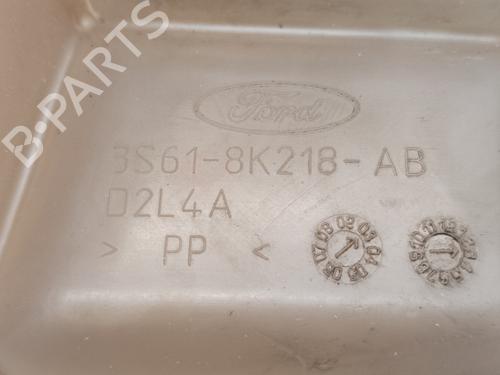 B-PARTS
Ford
3S61-8K218-AB
D2L4A
> PP <